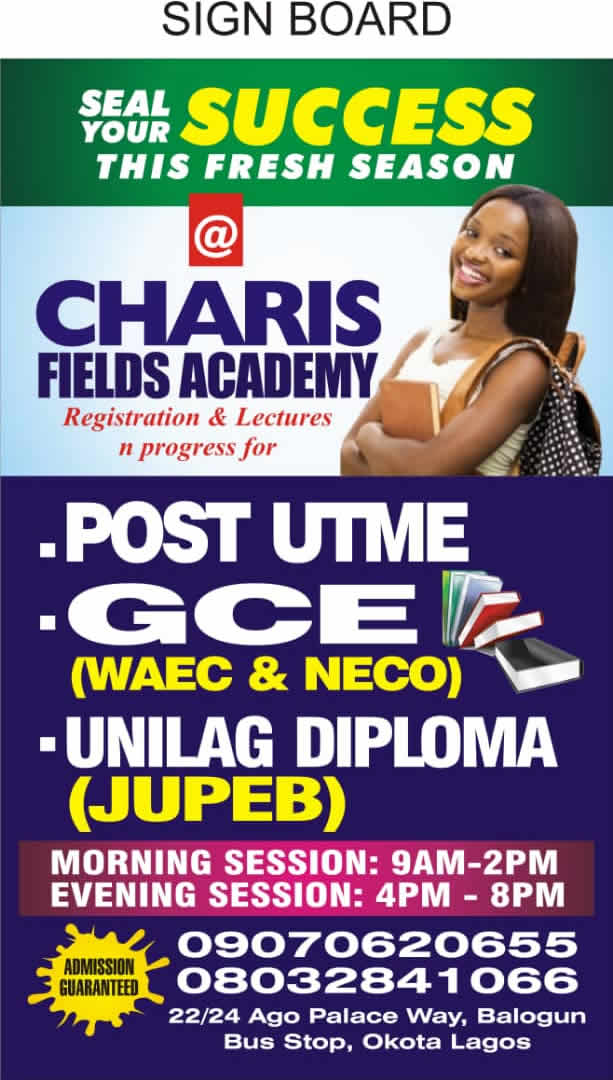 SIGN BOARD
SEAL YOUR SUCCESS
THIS FRESH SEASON
@
CHARIS
FIELDS ACADEMY
Registration & Lectures
n progress for
. POST UTME
. GCE
(WAEC & NECO)
▪ UNILAG DIPLOMA
(JUPEB)
MORNING SESSION: 9AM-2PM
EVENING SESSION: 4PM - 8PM
ADMISSION
GUARANTEED
09070620655
08032841066
22/24 Ago Palace Way, Balogun
Bus Stop, Okota Lagos